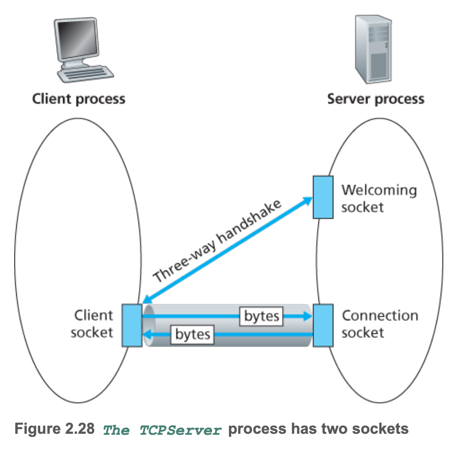 Client process
Server process
Welcoming
socket
Three-way handshake
Client
socket
bytes
bytes
Connection
socket
Figure 2.28 The TCPServer process has two sockets